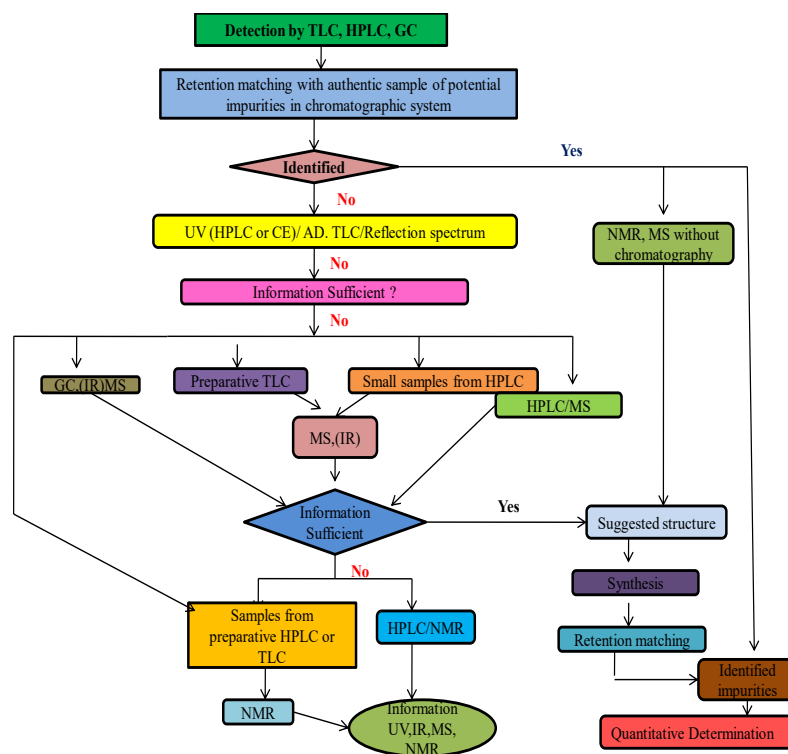 Detection by TLC, HPLC, GC
Retention matching with authentic sample of potential
impurities in chromatographic system
Yes
Identified
No
UV (HPLC or CE)/ AD. TLC/Reflection spectrum
NMR, MS without
chromatography
No
Information Sufficient ?
No
GC,(IR)MS
Preparative TLC
Small samples from HPLC
HPLC/MS
MS,(IR)
Information
Sufficient
Yes
Suggested structure
No
Synthesis
Samples from
preparative HPLC or
TLC
HPLC/NMR
Retention matching
Identified
impurities
NMR
Information
UV,IR,MS,
NMR
Quantitative Determination